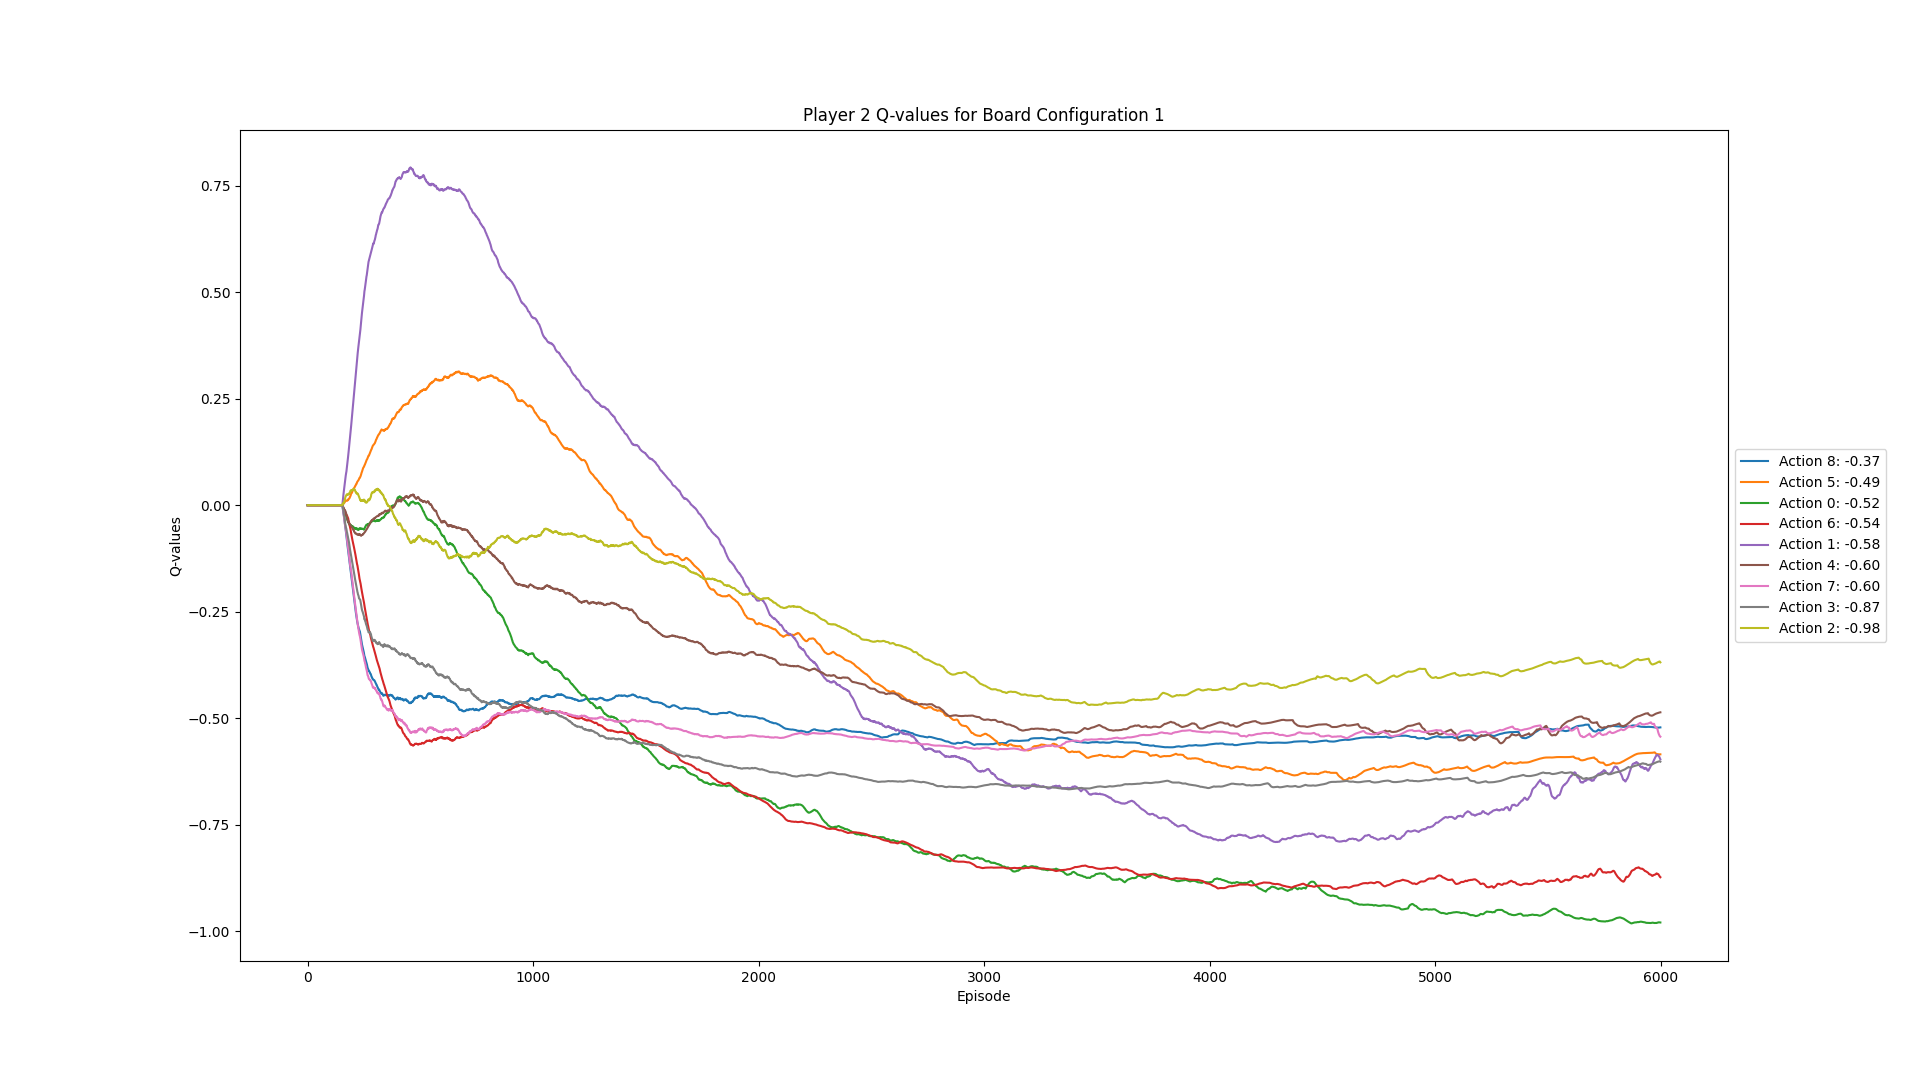 Player 2 Q-values for Board Configuration 1
Q-values
0.75
0.50
0.25
0.00
−0.25
−0.50
−0.75
−1.00
0
1000
2000
3000
4000
5000
6000
Episode
Action 8: -0.37
Action 5: -0.49
Action 0: -0.52
Action 6: -0.54
Action 1: -0.58
Action 4: -0.60
Action 7: -0.60
Action 3: -0.87
Action 2: -0.98